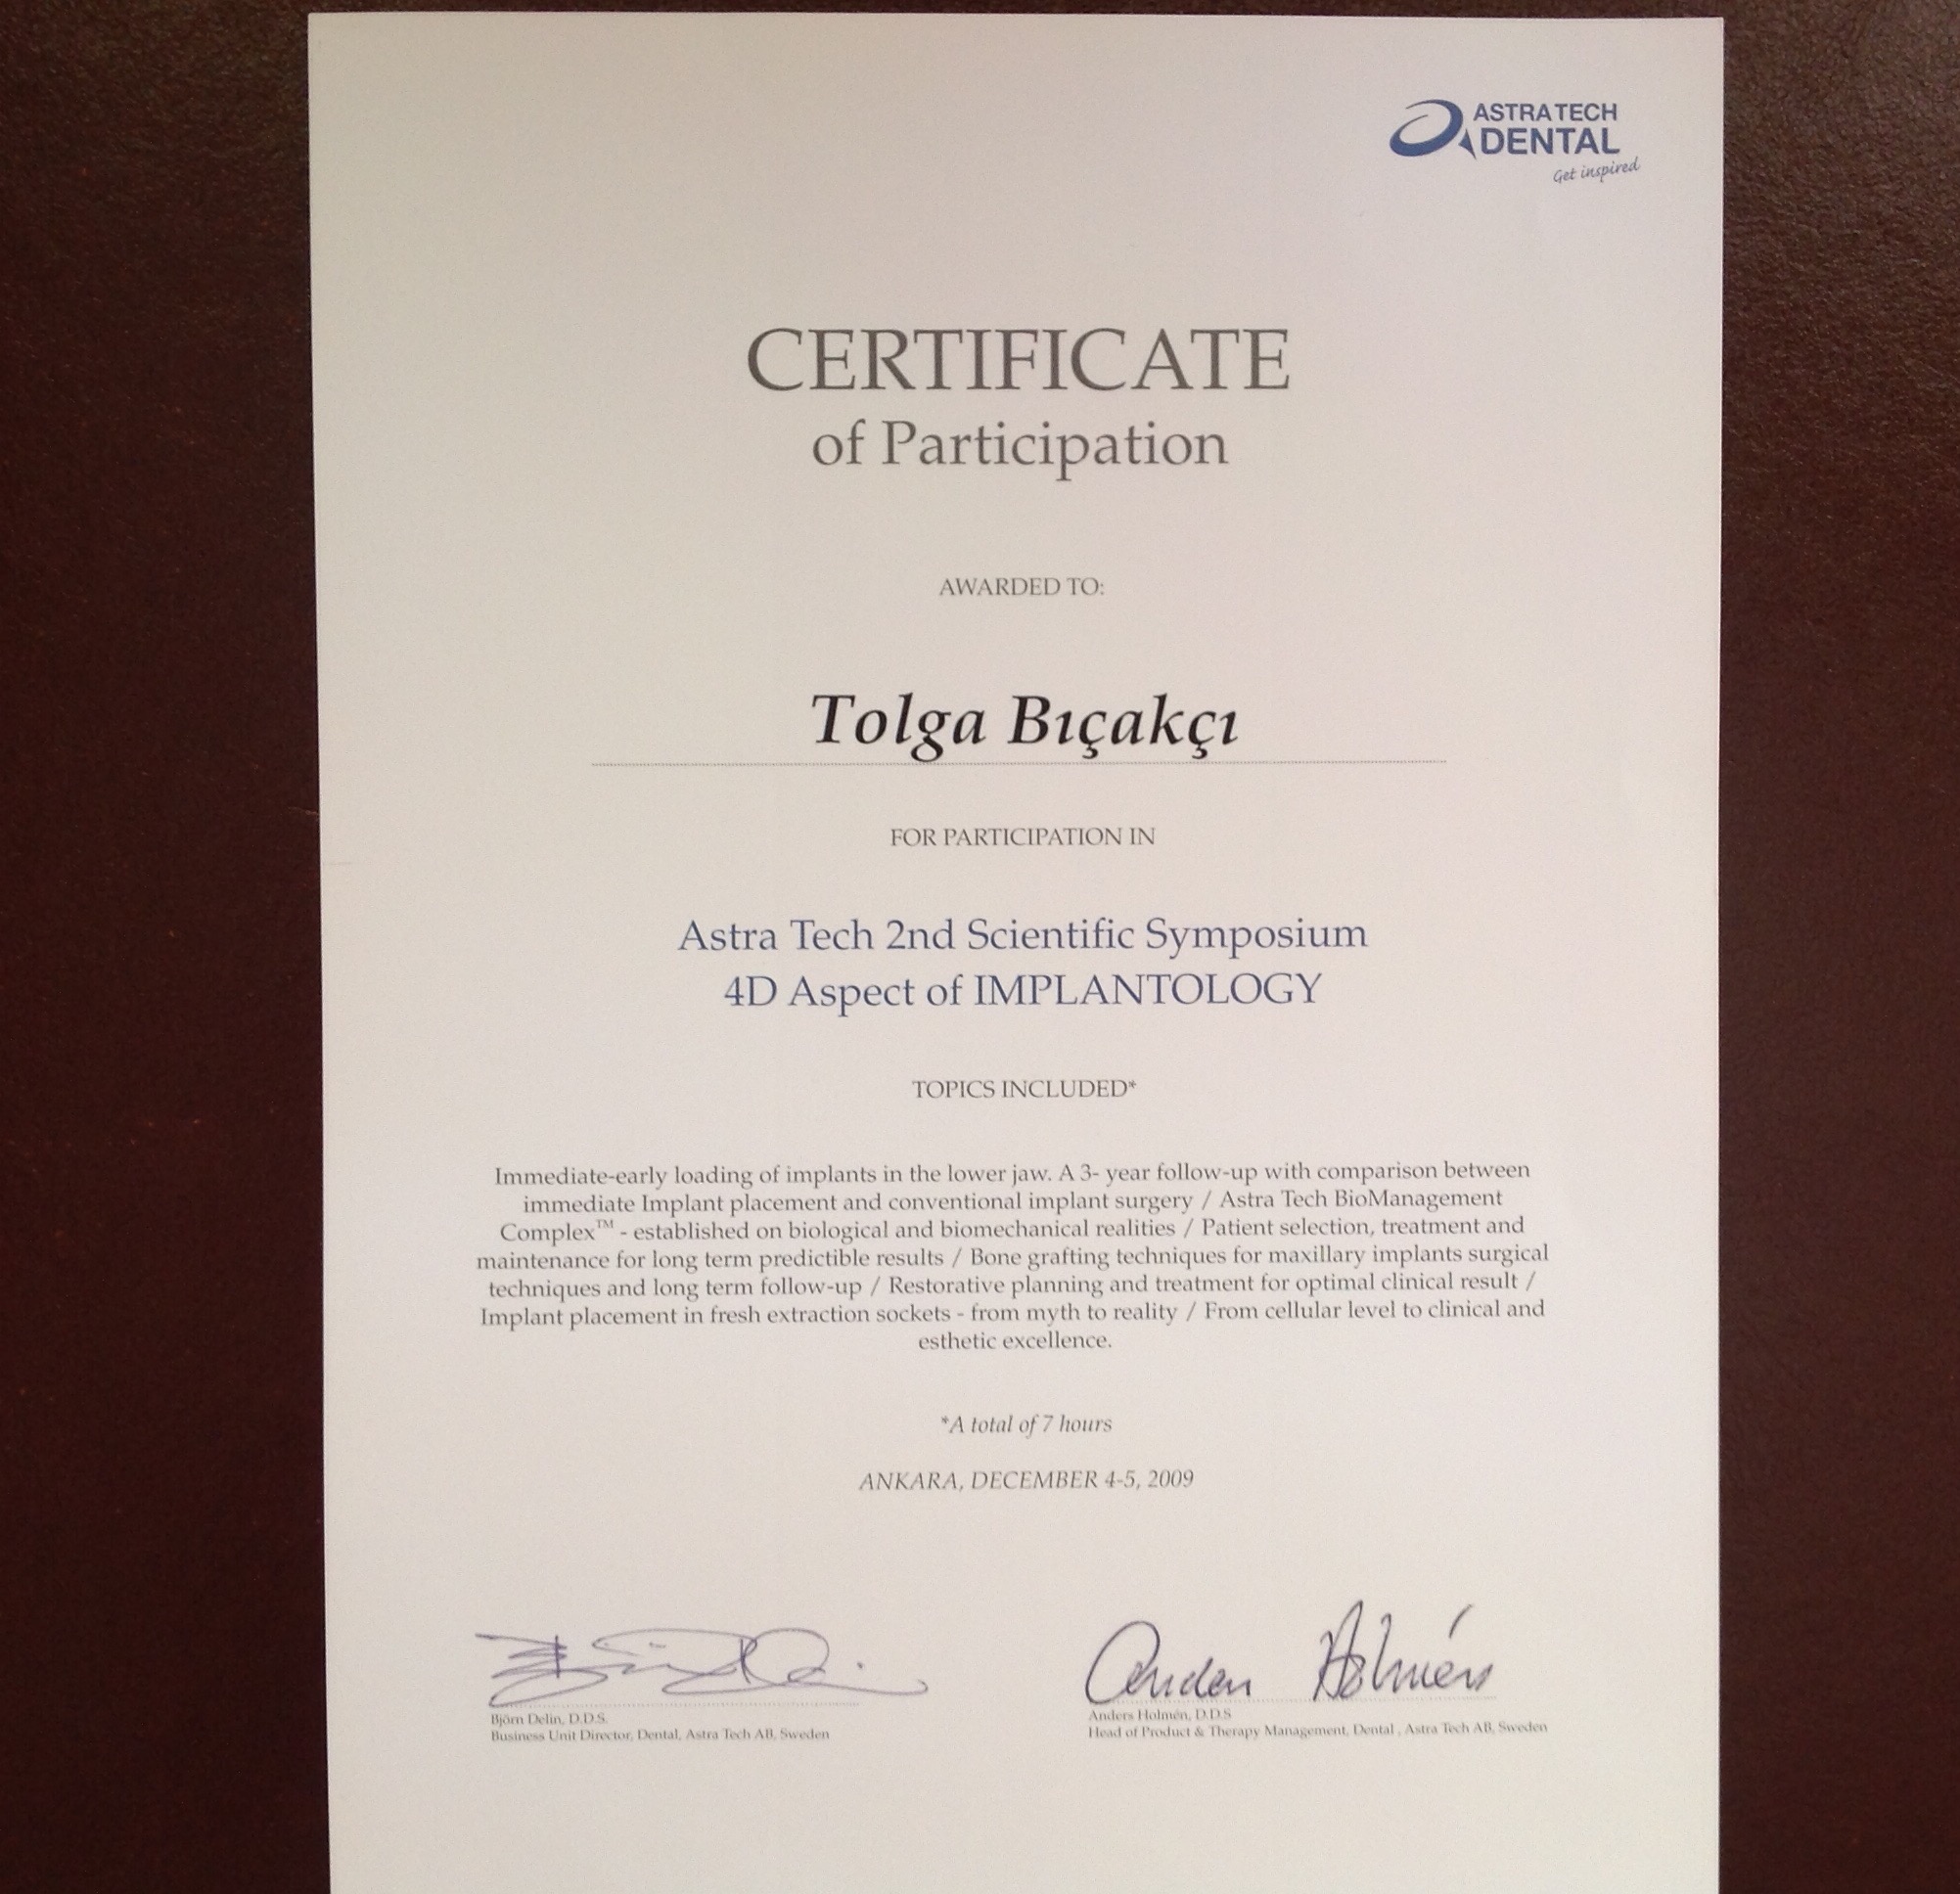 ASTRA TECH
DENTAL
Get inspired
CERTIFICATE
of Participation
AWARDED TO:
Tolga Bıçakçı
FOR PARTICIPATION IN
Astra Tech 2nd Scientific Symposium
4D Aspect of IMPLANTOLOGY
TOPICS INCLUDED*
Immediate-early loading of implants in the lower jaw. A 3- year follow-up with comparison between
immediate Implant placement and conventional implant surgery / Astra Tech BioManagement
Complex™ - established on biological and biomechanical realities / Patient selection, treatment and
maintenance for long term predictible results / Bone grafting techniques for maxillary implants surgical
techniques and long term follow-up / Restorative planning and treatment for optimal clinical result /
Implant placement in fresh extraction sockets - from myth to reality / From cellular level to clinical and
esthetic excellence.
*A total of 7 hours
ANKARA, DECEMBER 4-5, 2009
Anders Holmén
Björn Delin, D.D.S.
Business Unit Director, Dental, Astra Tech AB, Sweden
Anders Holmén, D.D.S
Head of Product & Therapy Management, Dental , Astra Tech AB, Sweden